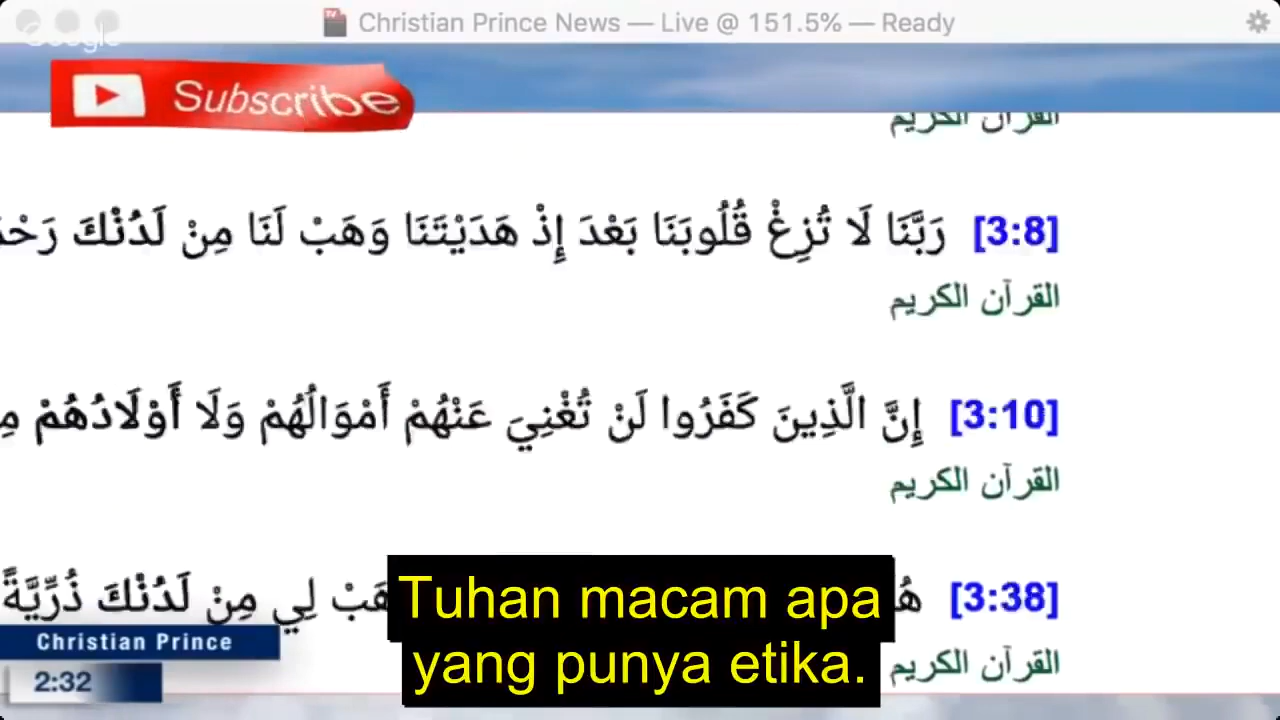 Christian Prince News — Live @ 151.5% — Ready
Google
Subscribe
القرآن الكريم
[3:8] رَبَّنَا لَا تُزِغْ قُلُوبَنَا بَعْدَ إِذْ هَدَيْتَنَا وَهَبْ لَنَا مِنْ لَدُنْكَ
القرآن الكريم
[3:10] إِنَّ الَّذِينَ كَفَرُوا لَنْ تُغْنِيَ عَنْهُمْ أَمْوَالُهُمْ وَلَا أَوْلَادُهُمْ
القرآن الكريم
[3:38] هَبْ لِي مِنْ لَدُنْكَ ذُرِّيَّةً
القرآن الكريم
Tuhan macam apa
yang punya etika.
Christian Prince
2:32